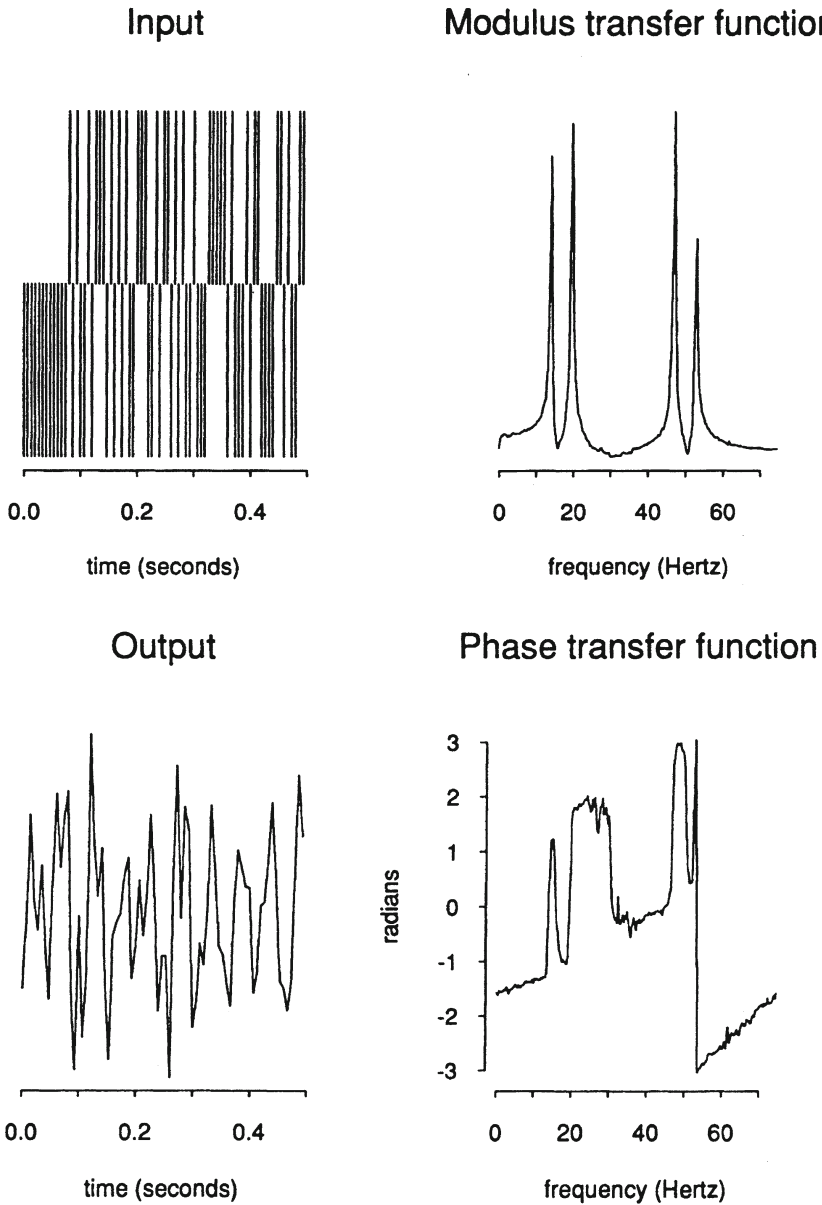 Input
Modulus transfer function
0.0 0.2 0.4
time (seconds)
0 20 40 60
frequency (Hertz)
Output
Phase transfer function
3
2
1
0
-1
-2
-3
radians
0.0 0.2 0.4
time (seconds)
0 20 40 60
frequency (Hertz)